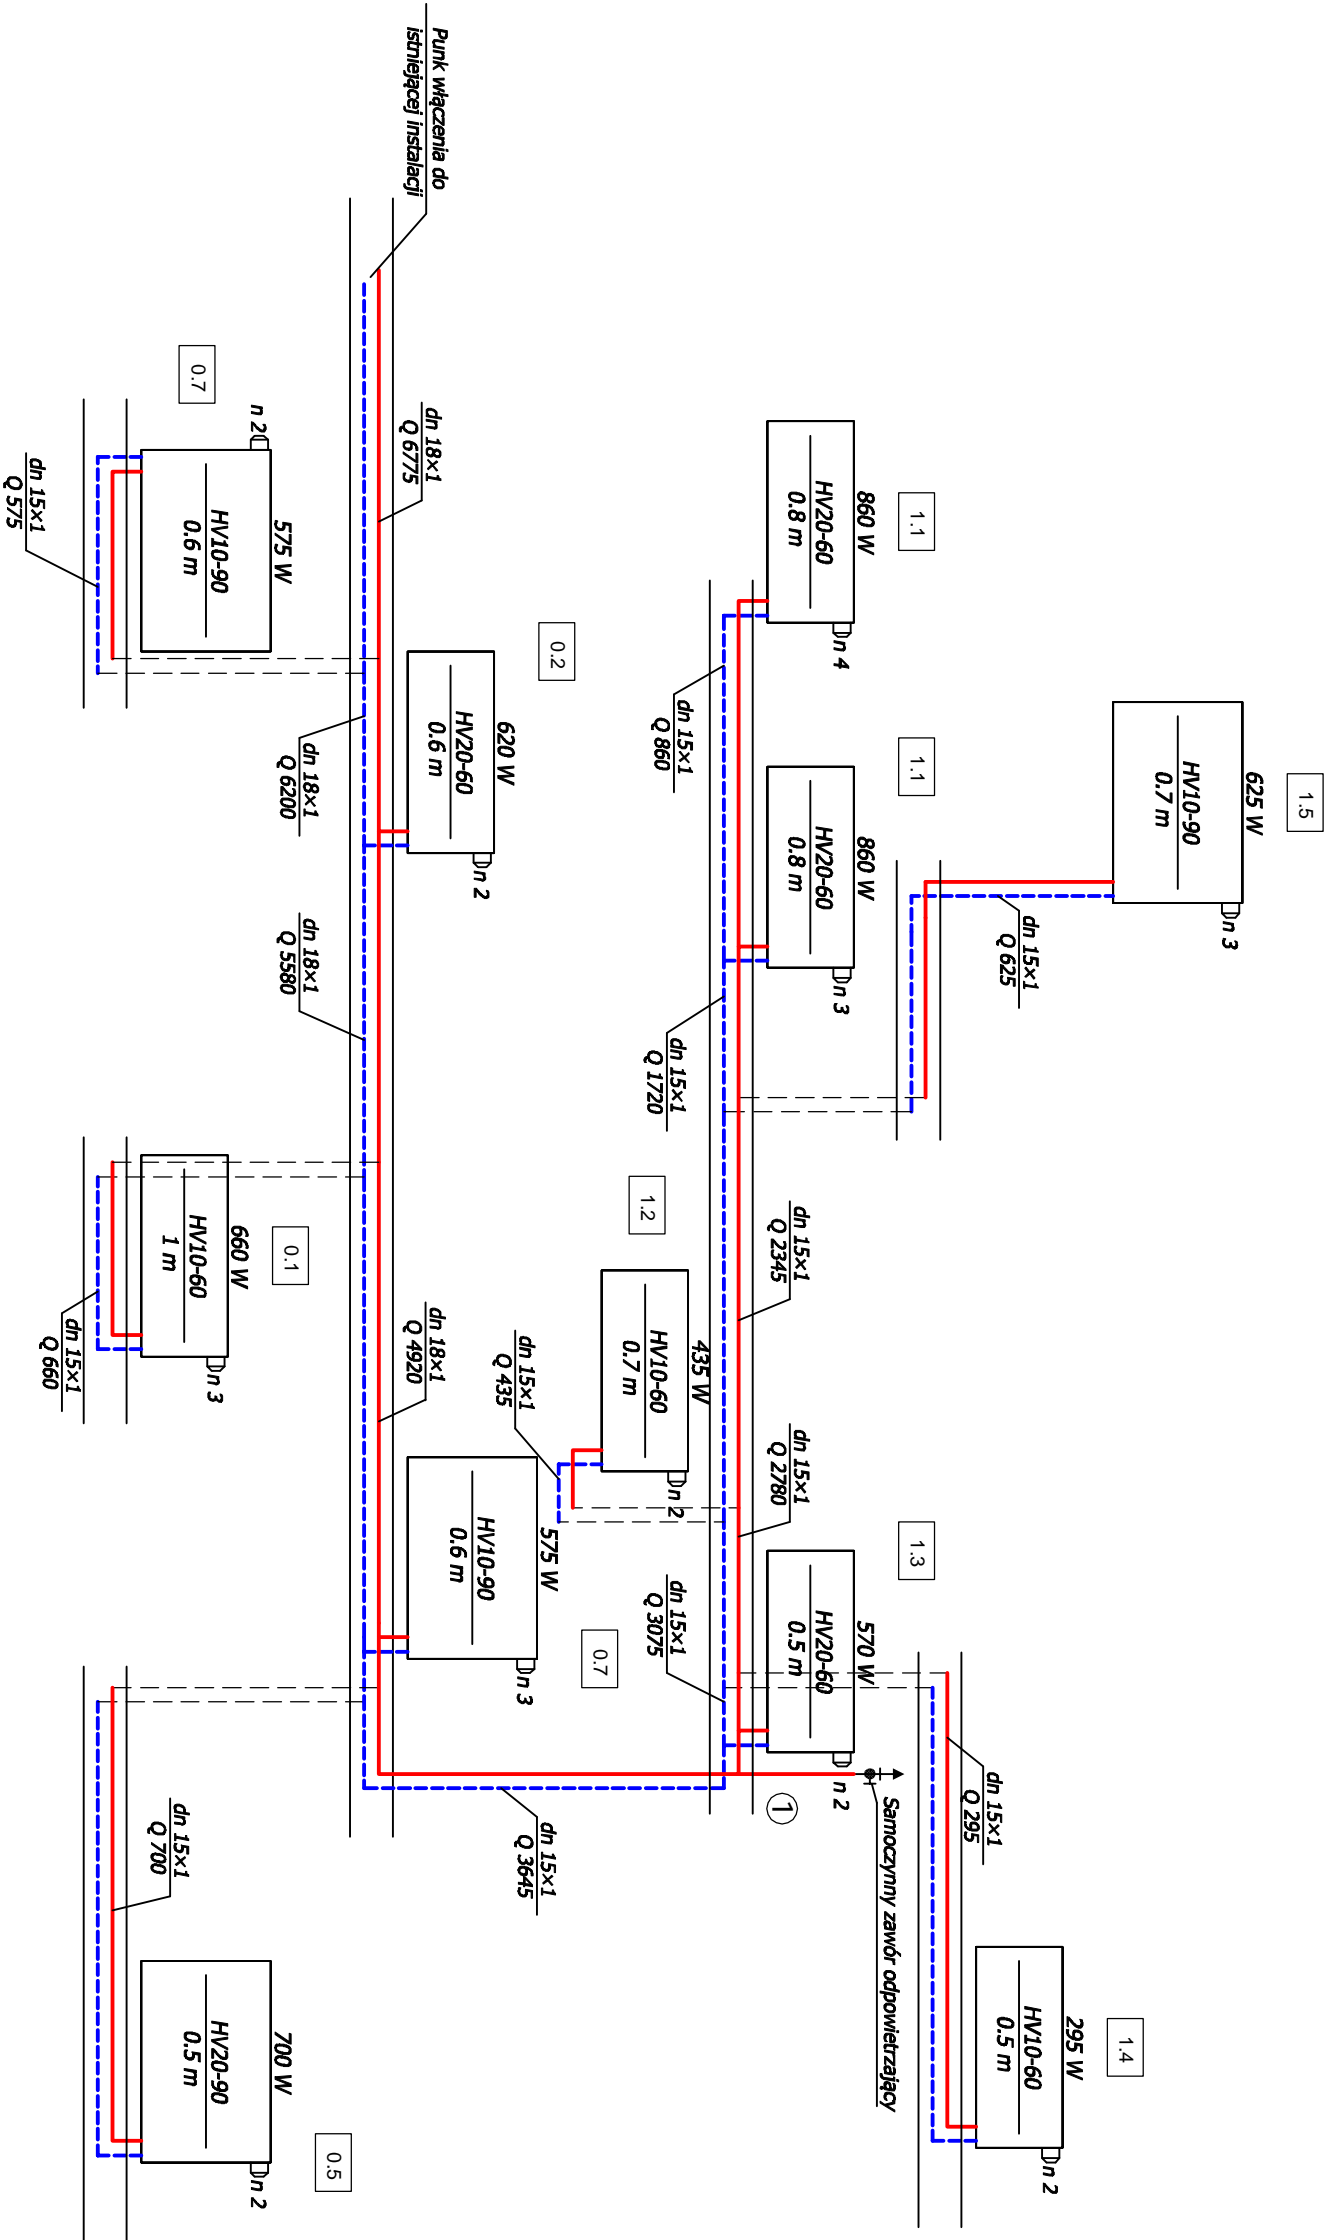 1.5
625 W
HV10-90
0.7 m
n 3
dn 15×1
Q 625
1.4
295 W
HV10-60
0.5 m
n 2
dn 15×1
Q 295
1.1
860 W
HV20-60
0.8 m
n 4
dn 15×1
Q 860
1.1
860 W
HV20-60
0.8 m
n 3
dn 15×1
Q 1720
dn 15×1
Q 2345
dn 15×1
Q 2780
1.3
570 W
HV20-60
0.5 m
n 2
Samoczynny zawór odpowietrzający
1
dn 15×1
Q 3075
1.2
435 W
HV10-60
0.7 m
n 2
dn 15×1
Q 435
dn 15×1
Q 3645
Punk włączenia do
istniejącej instalacji
dn 18×1
Q 6775
0.2
620 W
HV20-60
0.6 m
n 2
dn 18×1
Q 6200
dn 18×1
Q 5580
dn 18×1
Q 4920
0.7
575 W
HV10-90
0.6 m
n 3
0.7
n 2
575 W
HV10-90
0.6 m
dn 15×1
Q 575
0.1
660 W
HV10-60
1 m
n 3
dn 15×1
Q 660
dn 15×1
Q 700
0.5
700 W
HV20-90
0.5 m
n 2